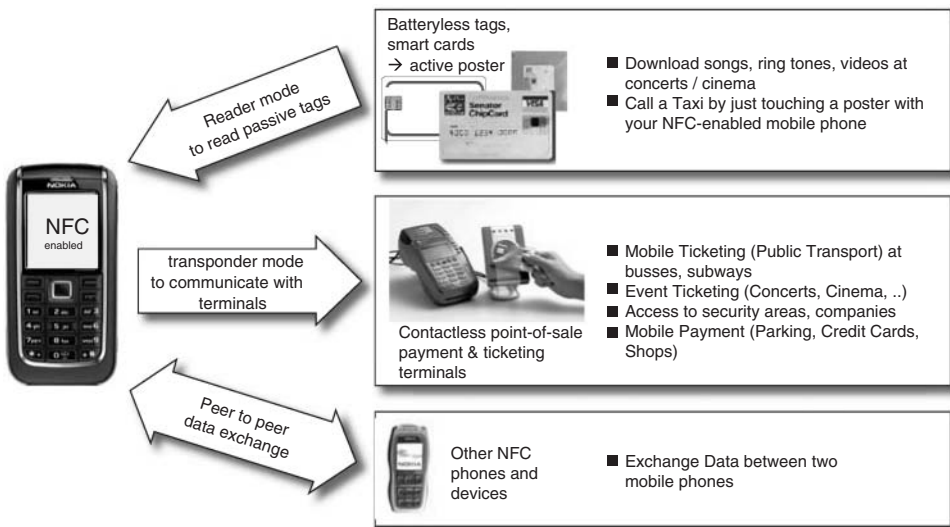 Batteryless tags,
smart cards
→ active poster
Senator
ChipCard
VISA
■ Download songs, ring tones, videos at
concerts / cinema
■ Call a Taxi by just touching a poster with
your NFC-enabled mobile phone
Reader mode
to read passive tags
NOKIA
NFC
enabled
transponder mode
to communicate with
terminals
Contactless point-of-sale
payment & ticketing
terminals
■ Mobile Ticketing (Public Transport) at
busses, subways
■ Event Ticketing (Concerts, Cinema, ..)
■ Access to security areas, companies
■ Mobile Payment (Parking, Credit Cards,
Shops)
Peer to peer
data exchange
NOKIA
Other NFC
phones and
devices
■ Exchange Data between two
mobile phones